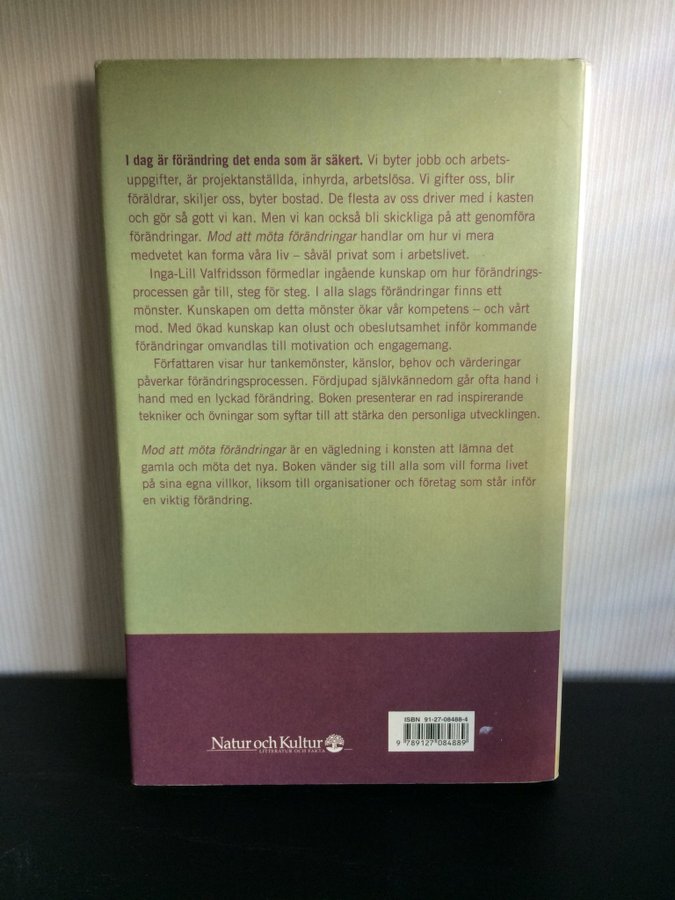 I dag är förändring det enda som är säkert. Vi byter jobb och arbets-
uppgifter, är projektanställda, inhyrda, arbetslösa. Vi gifter oss, blir
föräldrar, skiljer oss, byter bostad. De flesta av oss driver med i kasten
och gör så gott vi kan. Men vi kan också bli skickliga på att genomföra
förändringar. Mod att möta förändringar handlar om hur vi mera
medvetet kan forma våra liv – såväl privat som i arbetslivet.
Inga-Lill Valfridsson förmedlar ingående kunskap om hur förändrings-
processen går till, steg för steg. I alla slags förändringar finns ett
mönster. Kunskapen om detta mönster ökar vår kompetens – och vårt
mod. Med ökad kunskap kan olust och obeslutsamhet inför kommande
förändringar omvandlas till motivation och engagemang.
Författaren visar hur tankemönster, känslor, behov och värderingar
påverkar förändringsprocessen. Fördjupad självkännedom går ofta hand i
hand med en lyckad förändring. Boken presenterar en rad inspirerande
tekniker och övningar som syftar till att stärka den personliga utvecklingen.
Mod att möta förändringar är en vägledning i konsten att lämna det
gamla och möta det nya. Boken vänder sig till alla som vill forma livet
på sina egna villkor, liksom till organisationer och företag som står inför
en viktig förändring.
ISBN 91-27-08488-4
9 789127 084889
Natur och Kultur
LITTERATUR OCH FAKTA